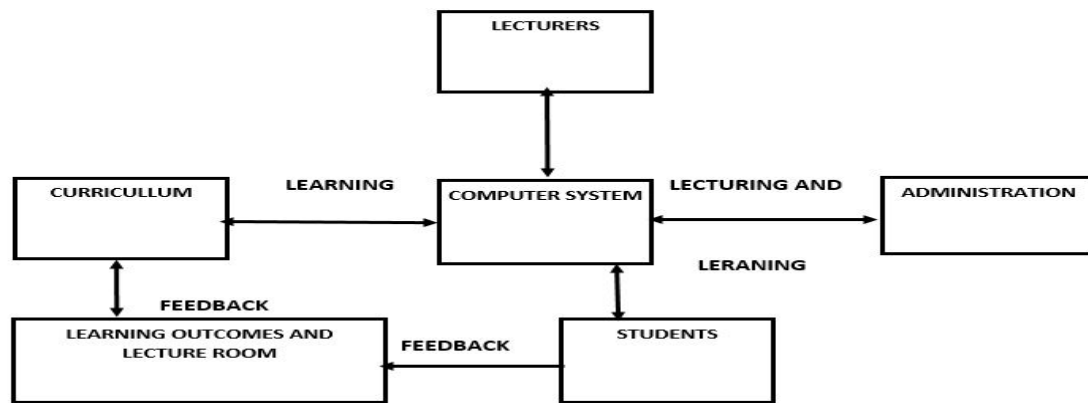 LECTURERS
CURRICULLUM
LEARNING
COMPUTER SYSTEM
LECTURING AND
ADMINISTRATION
LERANING
FEEDBACK
LEARNING OUTCOMES AND
LECTURE ROOM
FEEDBACK
STUDENTS